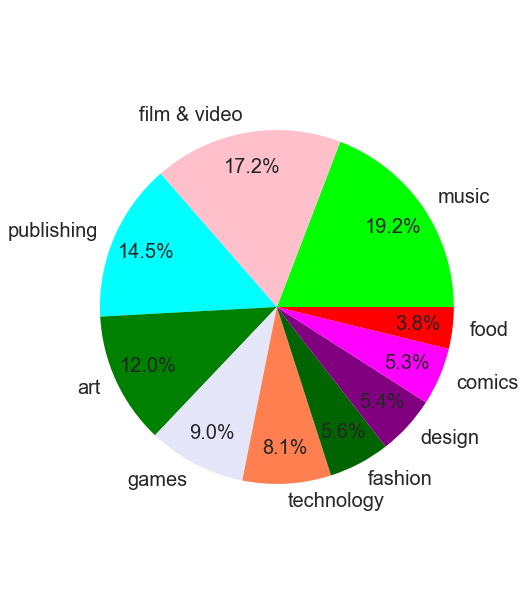 film & video
17.2%
music
19.2%
publishing
14.5%
food
3.8%
comics
5.3%
art
12.0%
design
5.4%
games
9.0%
fashion
5.6%
technology
8.1%